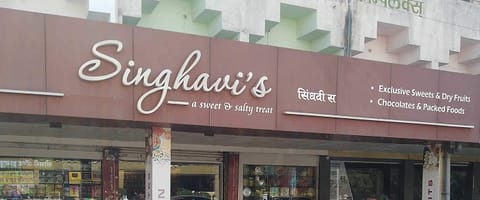 Singhavi's
a sweet & salty treat
सिंघवी स
• Exclusive Sweets & Dry Fruits
• Chocolates & Packed Foods